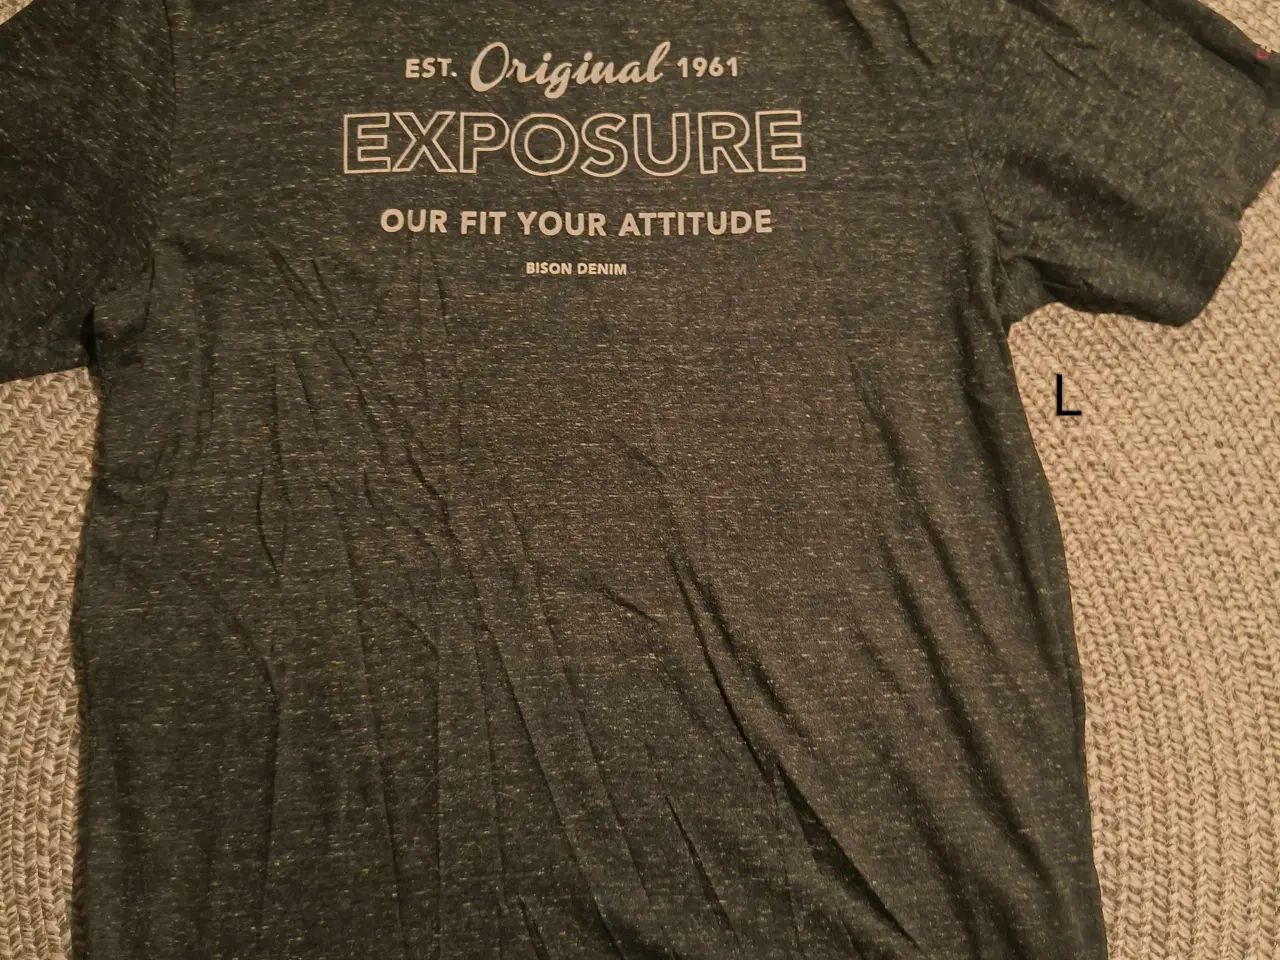 EST. Original 1961
EXPOSURE
OUR FIT YOUR ATTITUDE
BISON DENIM
L